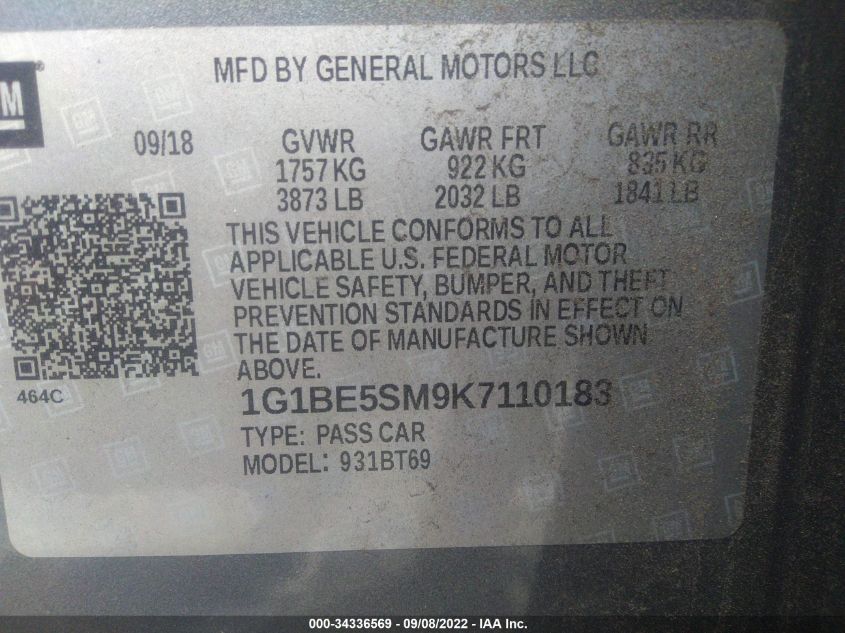 GM
®
MFD BY GENERAL MOTORS LLC
09/18 GVWR GAWR FRT GAWR RR
1757 KG 922 KG 835 KG
3873 LB 2032 LB 1841 LB
THIS VEHICLE CONFORMS TO ALL
APPLICABLE U.S. FEDERAL MOTOR
VEHICLE SAFETY, BUMPER, AND THEFT
PREVENTION STANDARDS IN EFFECT ON
THE DATE OF MANUFACTURE SHOWN
ABOVE.
464C
1G1BE5SM9K7110183
TYPE: PASS CAR
MODEL: 931BT69
000-34336569 - 09/08/2022 - IAA Inc.